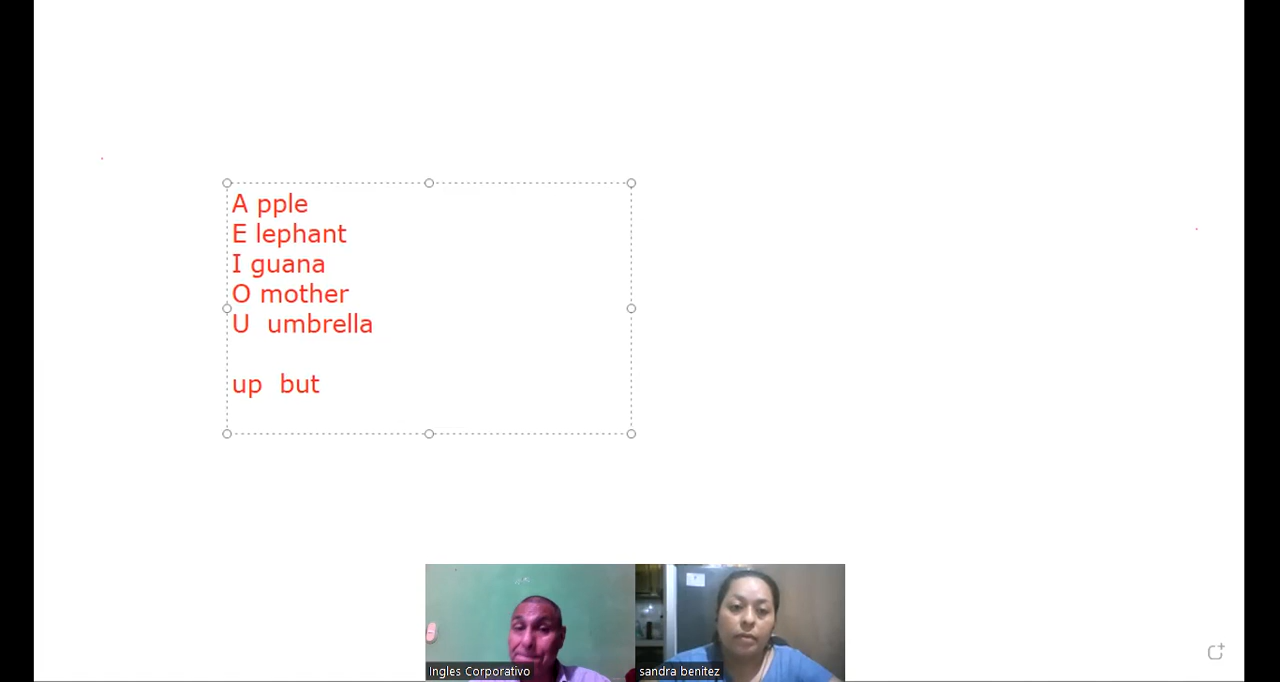 A pple
E lephant
I guana
O mother
U  umbrella
up  but
Ingles Corporativo
sandra benitez